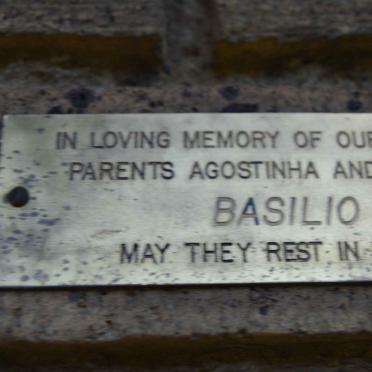 IN LOVING MEMORY OF OUR
PARENTS AGOSTINHA AND
BASILIO
MAY THEY REST IN